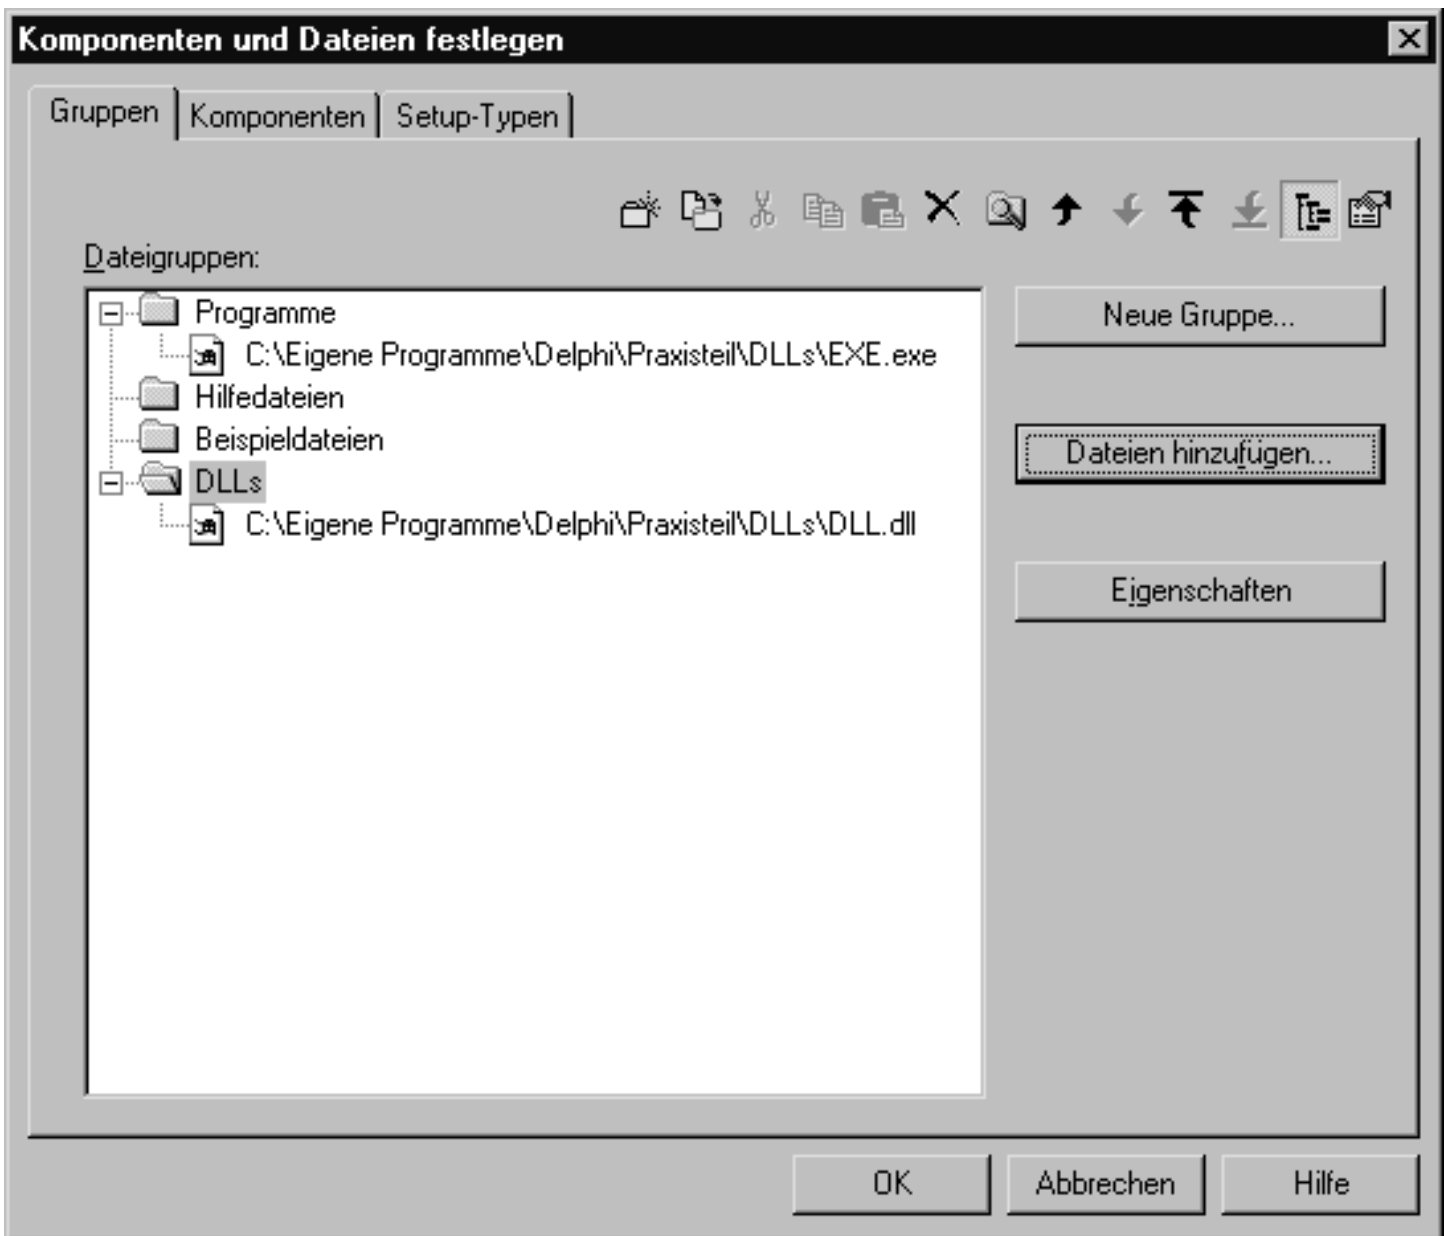 Komponenten und Dateien festlegen
Gruppen
Komponenten
Setup-Typen
Dateigruppen:
Programme
C:\Eigene Programme\Delphi\Praxisteil\DLLs\EXE.exe
Hilfedateien
Beispieldateien
DLLs
C:\Eigene Programme\Delphi\Praxisteil\DLLs\DLL.dll
Neue Gruppe...
Dateien hinzufügen...
Eigenschaften
OK
Abbrechen
Hilfe